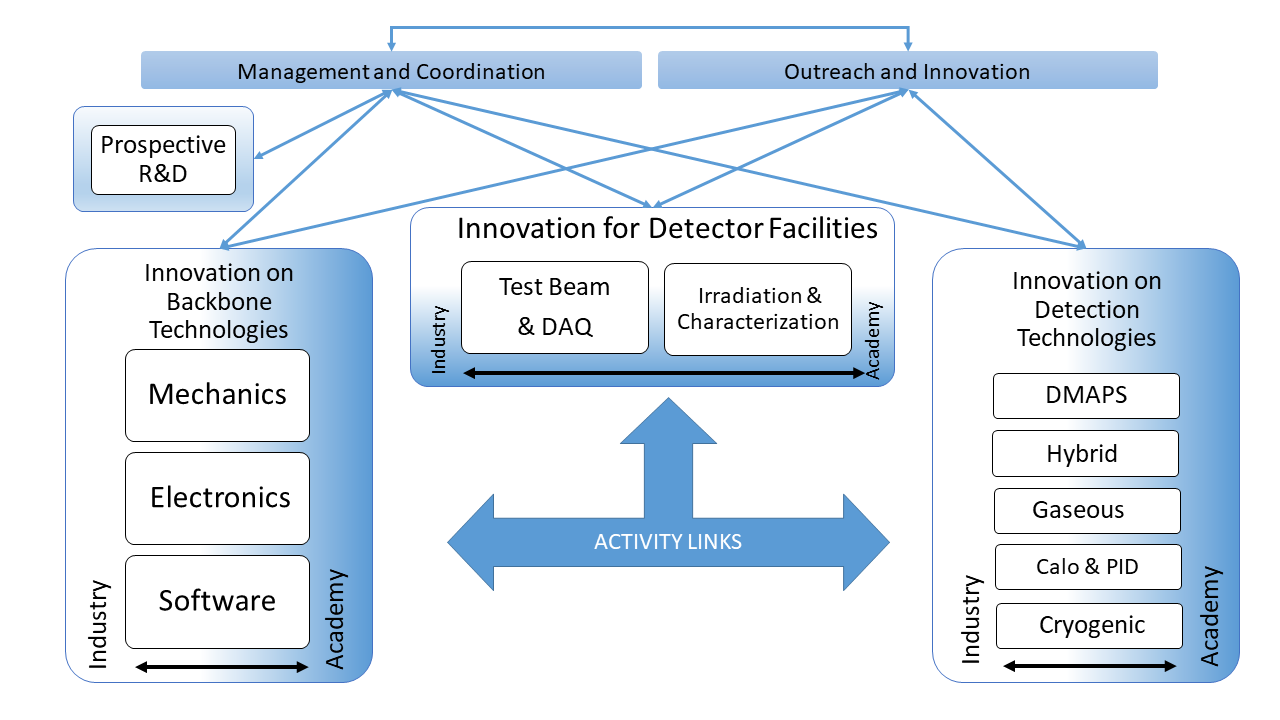 Management and Coordination
Outreach and Innovation
Prospective
R&D
Innovation on
Backbone
Technologies
Mechanics
Electronics
Software
Industry
Academy
Innovation for Detector Facilities
Test Beam
& DAQ
Irradiation &
Characterization
Industry
Academy
ACTIVITY LINKS
Innovation on
Detection
Technologies
DMAPS
Hybrid
Gaseous
Calo & PID
Cryogenic
Industry
Academy